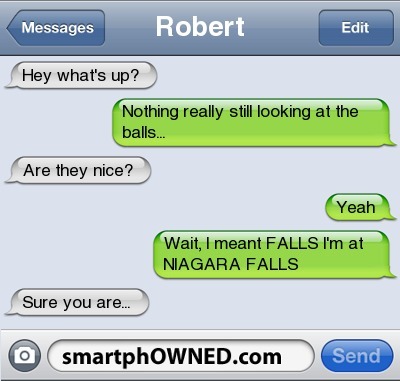 Messages
Robert
Edit
Hey what's up?
Nothing really still looking at the
balls...
Are they nice?
Yeah
Wait, I meant FALLS I'm at
NIAGARA FALLS
Sure you are...
smartphOWNED.com
Send